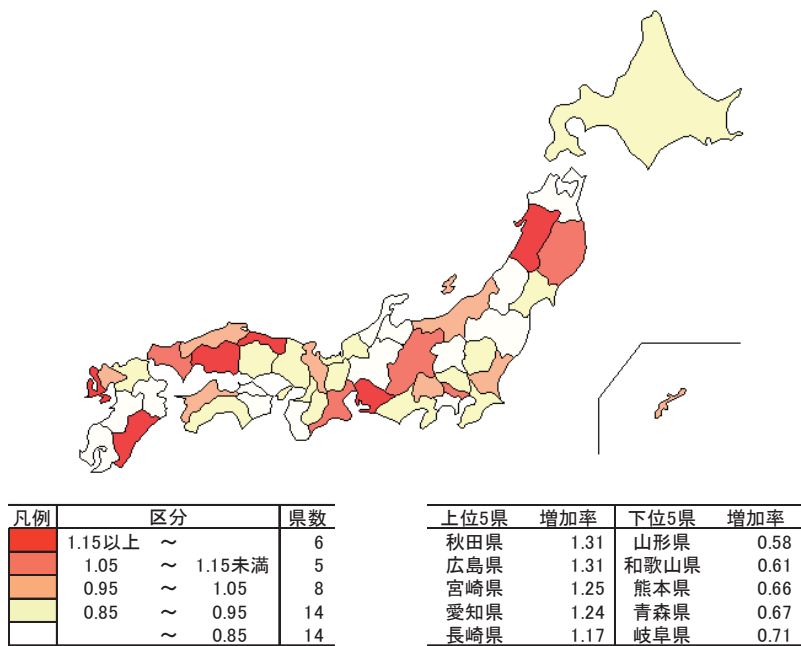 凡例 区分 県数
1.15以上 ～ 6
1.05 ～ 1.15未満 5
0.95 ～ 1.05 8
0.85 ～ 0.95 14
～ 0.85 14
上位5県 増加率 下位5県 増加率
秋田県 1.31 山形県 0.58
広島県 1.31 和歌山県 0.61
宮崎県 1.25 熊本県 0.66
愛知県 1.24 青森県 0.67
長崎県 1.17 岐阜県 0.71